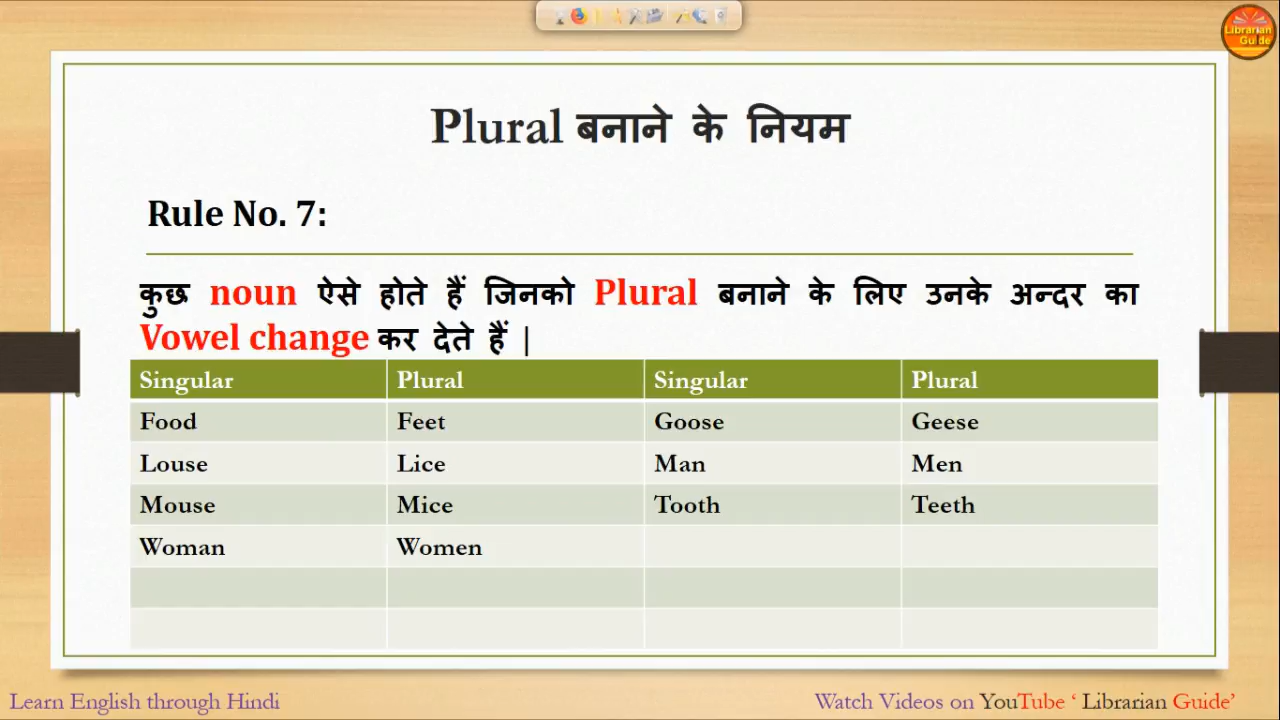 Librarian
Guide
Plural बनाने के नियम
Rule No. 7:
कुछ noun ऐसे होते हैं जिनको Plural बनाने के लिए उनके अन्दर का
Vowel change कर देते हैं |
Singular Plural Singular Plural
Food Feet Goose Geese
Louse Lice Man Men
Mouse Mice Tooth Teeth
Woman Women
Learn English through Hindi
Watch Videos on YouTube ‘ Librarian Guide’